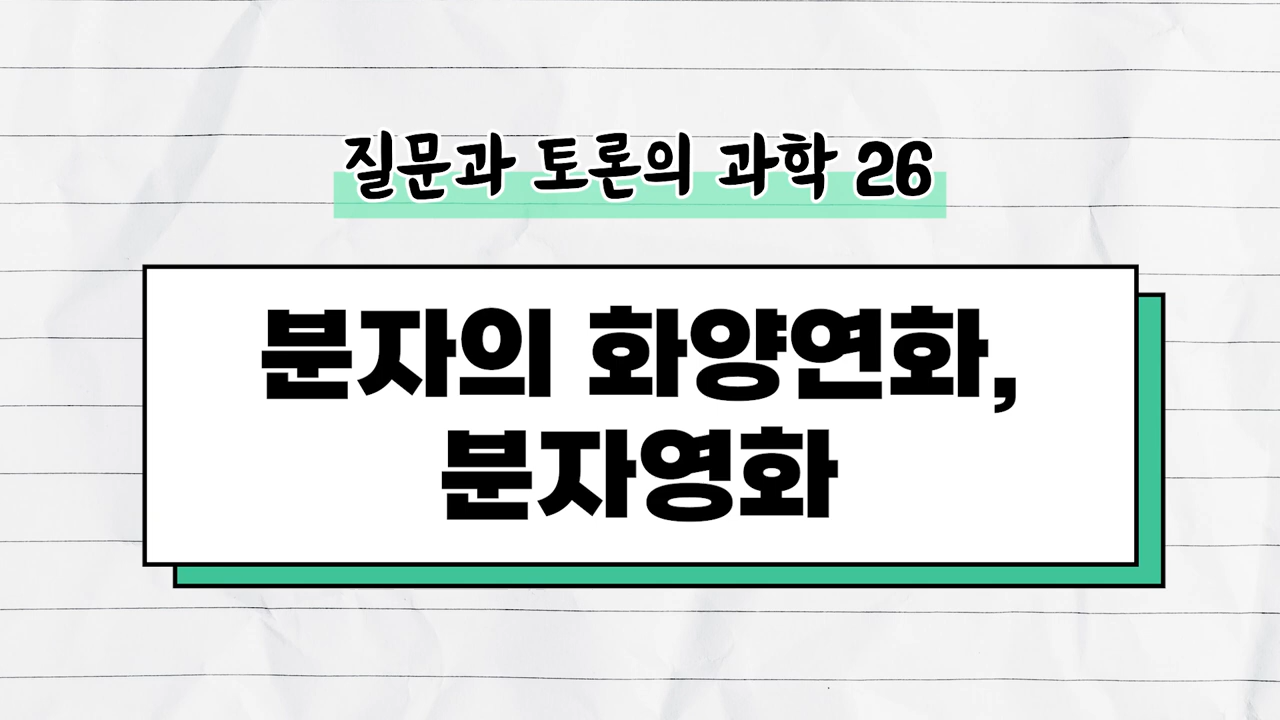 질문과 토론의 과학 26
분자의 화양연화,
분자영화